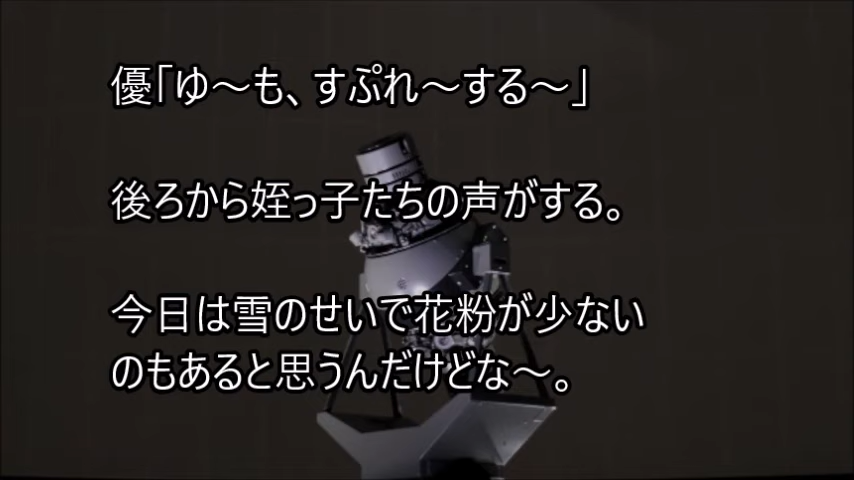 優「ゆ～も、すぷれ～する～」
後ろから姪っ子たちの声がする。
今日は雪のせいで花粉が少ない
のもあると思うんだけどな～。